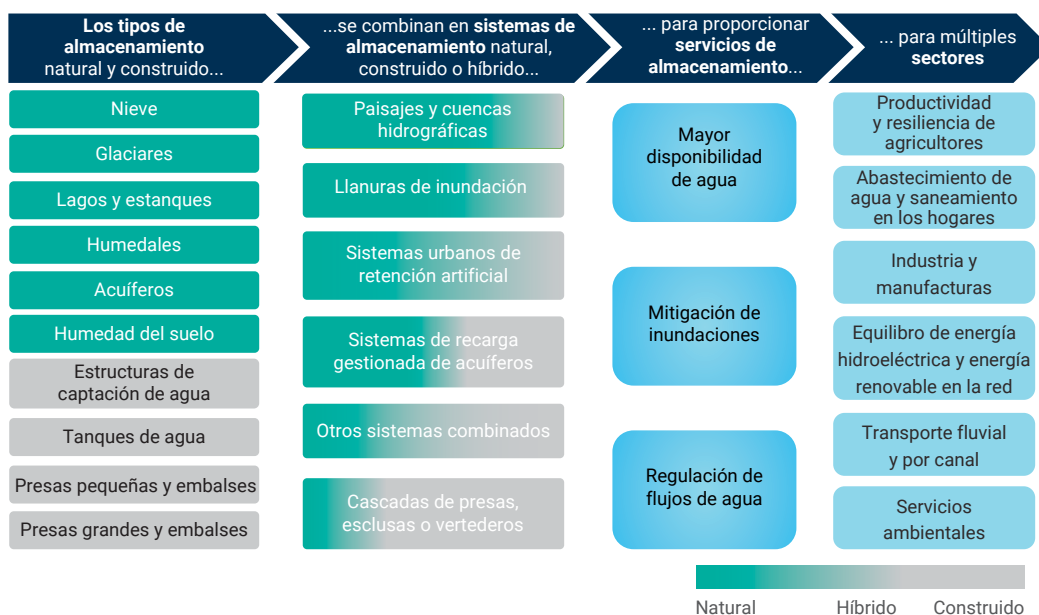 Los tipos de
almacenamiento
natural y construido...
...se combinan en sistemas de
almacenamiento natural,
construido o híbrido...
... para proporcionar
servicios de
almacenamiento...
... para múltiples
sectores
Nieve
Glaciares
Lagos y estanques
Humedales
Acuíferos
Humedad del suelo
Estructuras de
captación de agua
Tanques de agua
Presas pequeñas y embalses
Presas grandes y embalses
Paisajes y cuencas
hidrográficas
Llanuras de inundación
Sistemas urbanos de
retención artificial
Sistemas de recarga
gestionada de acuíferos
Otros sistemas combinados
Cascadas de presas,
esclusas o vertederos
Mayor
disponibilidad
de agua
Mitigación de
inundaciones
Regulación de
flujos de agua
Productividad
y resiliencia de
agricultores
Abastecimiento de
agua y saneamiento
en los hogares
Industria y
manufacturas
Equilibro de energía
hidroeléctrica y energía
renovable en la red
Transporte fluvial
y por canal
Servicios
ambientales
Natural
Híbrido
Construido